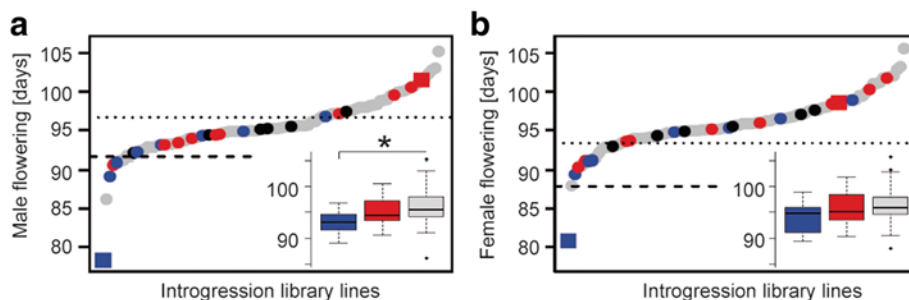 a
Male flowering [days]
105
100
95
90
85
80
*
100
90
Introgression library lines
b
Female flowering [days]
105
100
95
90
85
80
100
90
Introgression library lines